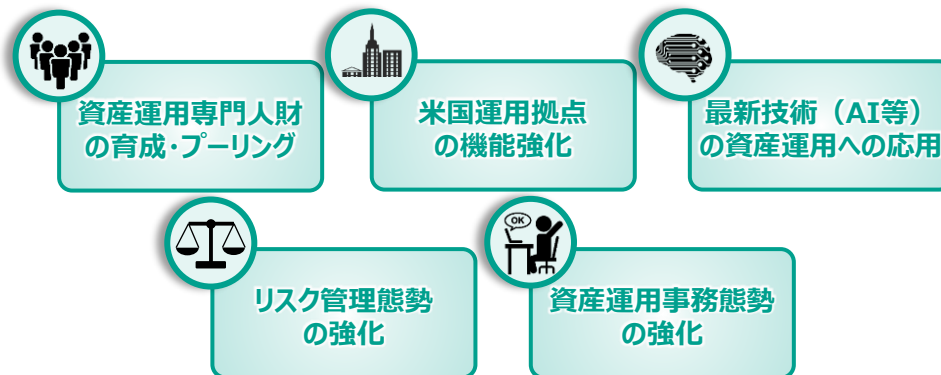 資産運用専門人財
の育成・プーリング
米国運用拠点
の機能強化
最新技術（AI等）
の資産運用への応用
リスク管理態勢
の強化
OK
資産運用事務態勢
の強化